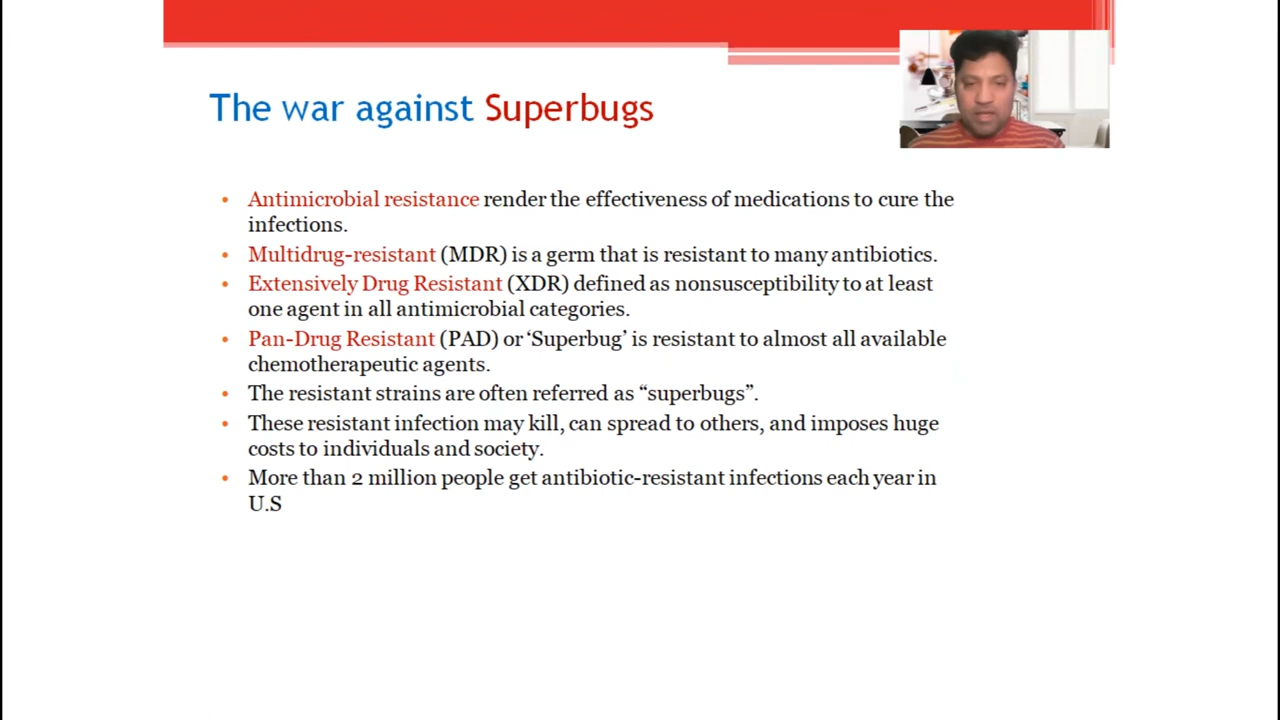 The war against Superbugs
• Antimicrobial resistance render the effectiveness of medications to cure the
infections.
• Multidrug-resistant (MDR) is a germ that is resistant to many antibiotics.
• Extensively Drug Resistant (XDR) defined as nonsusceptibility to at least
one agent in all antimicrobial categories.
• Pan-Drug Resistant (PAD) or ‘Superbug’ is resistant to almost all available
chemotherapeutic agents.
• The resistant strains are often referred as “superbugs”.
• These resistant infection may kill, can spread to others, and imposes huge
costs to individuals and society.
• More than 2 million people get antibiotic-resistant infections each year in
U.S